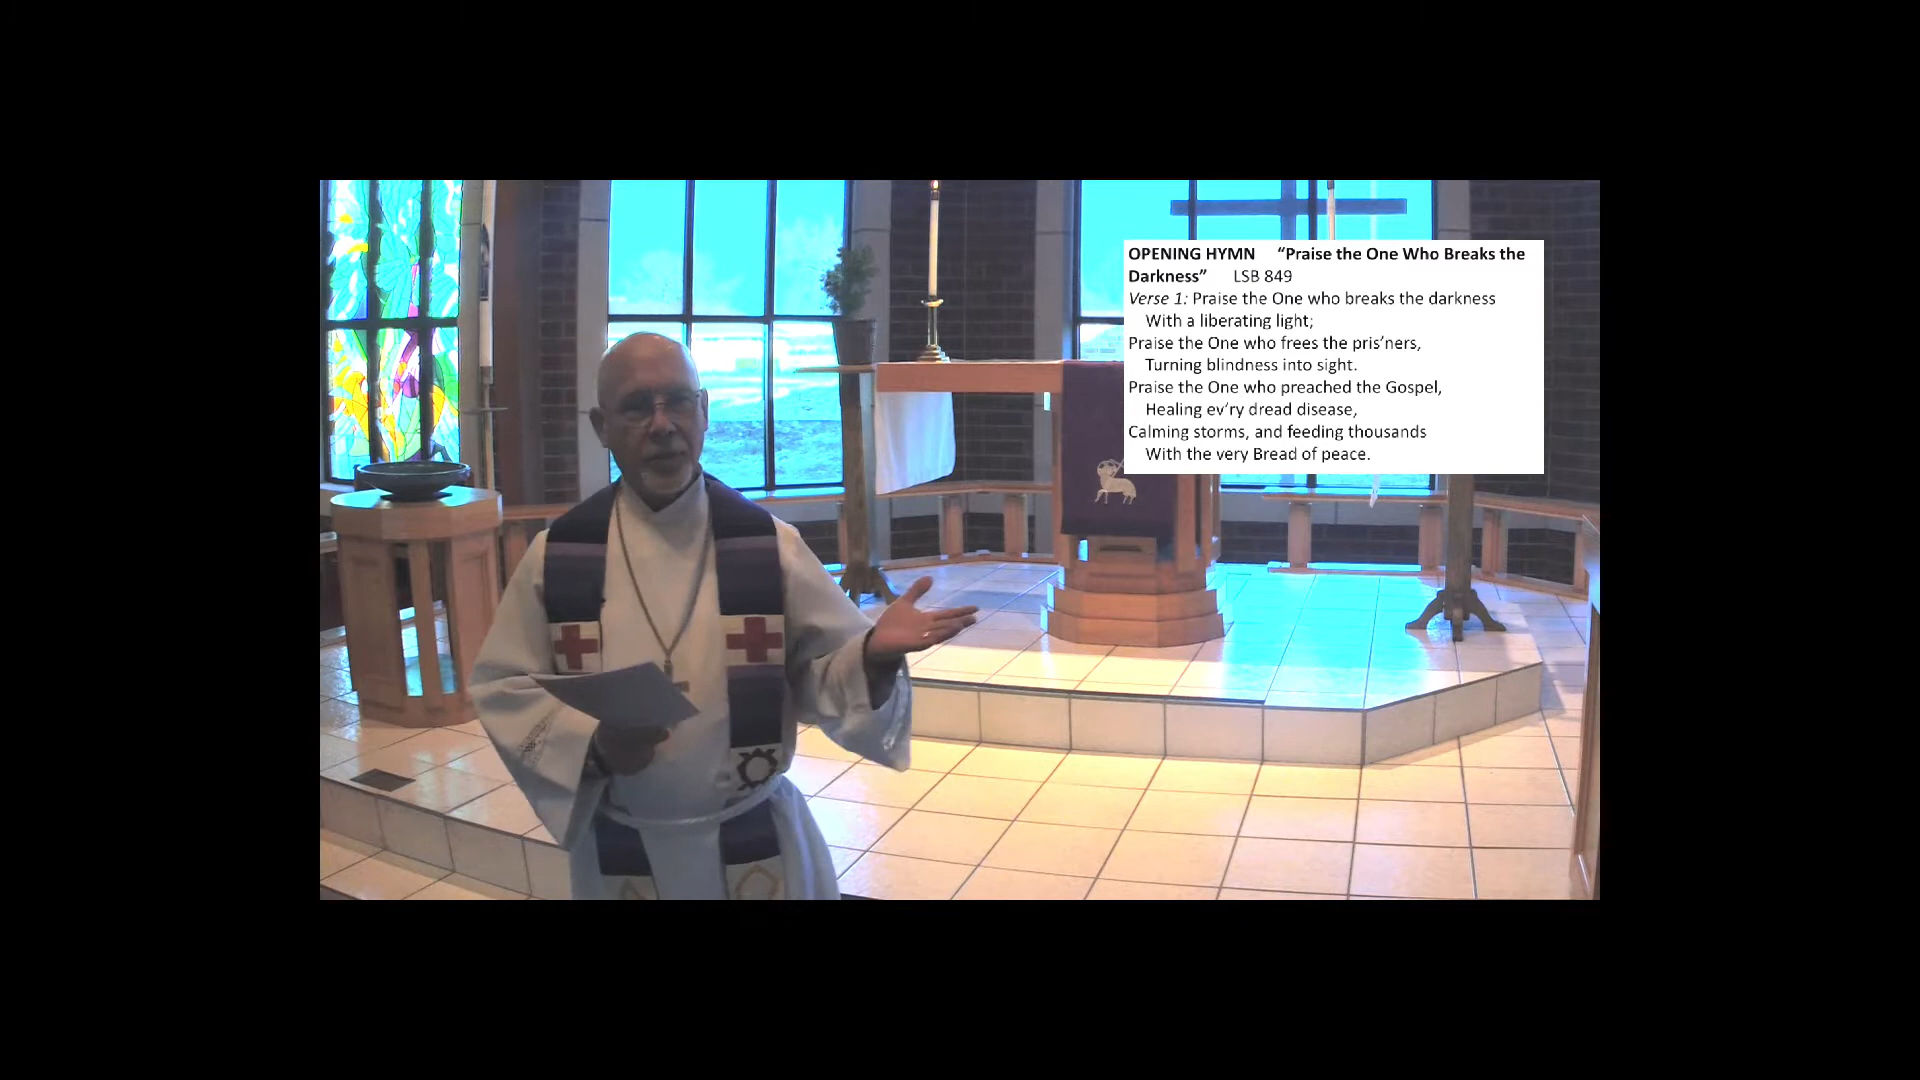 OPENING HYMN “Praise the One Who Breaks the
Darkness” LSB 849
Verse 1: Praise the One who breaks the darkness
With a liberating light;
Praise the One who frees the pris’ners,
Turning blindness into sight.
Praise the One who preached the Gospel,
Healing ev’ry dread disease,
Calming storms, and feeding thousands
With the very Bread of peace.